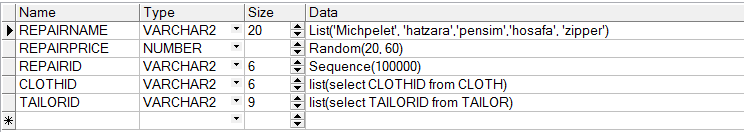 Name Type Size Data
REPAIRNAME VARCHAR2 20 List('Michpelet', 'hatzara','pensim','hosafa', 'zipper')
REPAIRPRICE NUMBER Random(20, 60)
REPAIRID VARCHAR2 6 Sequence(100000)
CLOTHID VARCHAR2 6 list(select CLOTHID from CLOTH)
TAILORID VARCHAR2 9 list(select TAILORID from TAILOR)